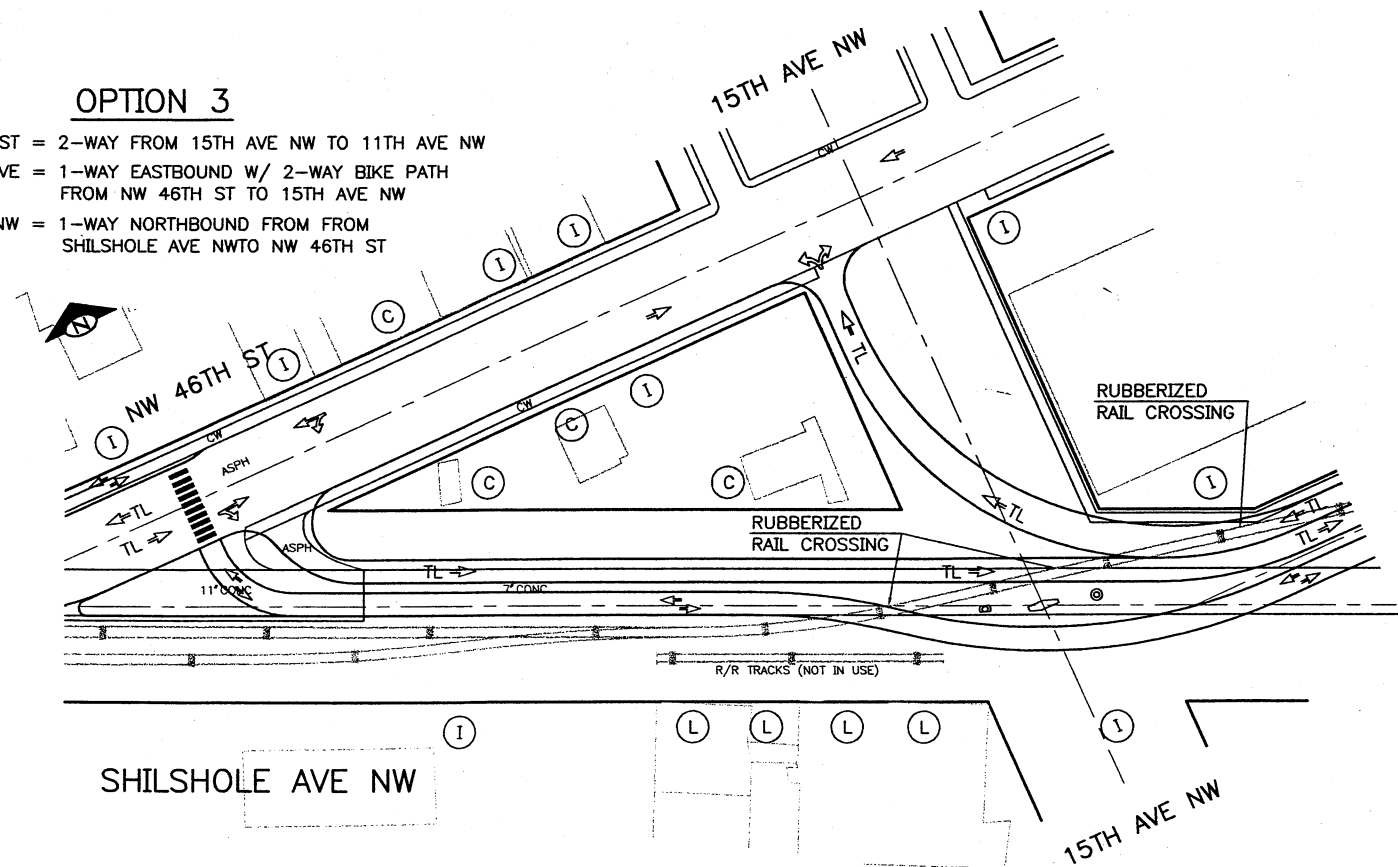 OPTION 3
ST = 2-WAY FROM 15TH AVE NW TO 11TH AVE NW
VE = 1-WAY EASTBOUND W/ 2-WAY BIKE PATH
FROM NW 46TH ST TO 15TH AVE NW
NW = 1-WAY NORTHBOUND FROM FROM
SHILSHOLE AVE NWTO NW 46TH ST
15TH AVE NW
CW
I
I
I
I
C
N
I
NW 46TH ST
I
CW
ASPH
I
CW
C
C
C
TL
RUBBERIZED
RAIL CROSSING
I
TL
TL
TL
TL
TL
RUBBERIZED
RAIL CROSSING
ASPH
TL
TL
11" CONC
7" CONC
R/R TRACKS (NOT IN USE)
I
L
L
L
L
I
SHILSHOLE AVE NW
15TH AVE NW